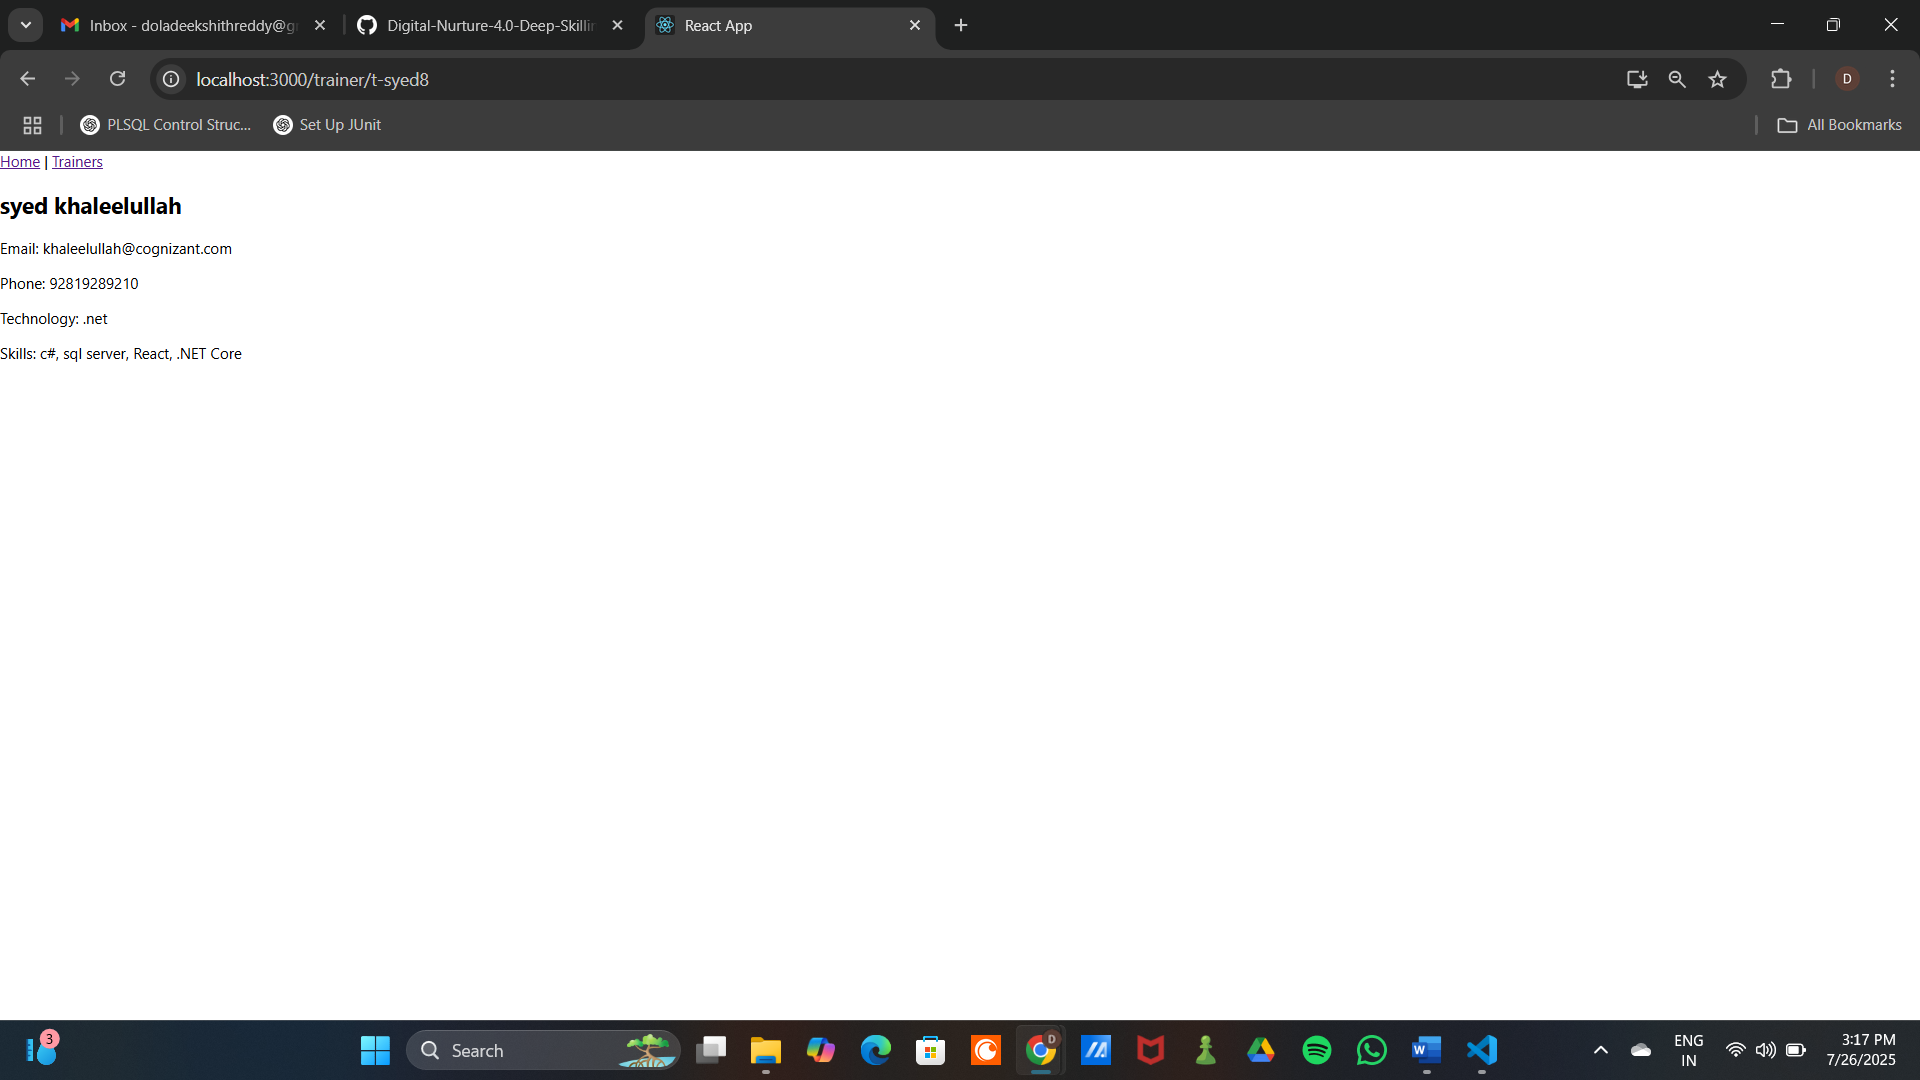 Inbox - doladeekshithreddy@g
Digital-Nurture-4.0-Deep-Skillin
React App
localhost:3000/trainer/t-syed8
D
PLSQL Control Struc...
Set Up JUnit
All Bookmarks
Home | Trainers
syed khaleelullah
Email: khaleelullah@cognizant.com
Phone: 92819289210
Technology: .net
Skills: c#, sql server, React, .NET Core
3
Search
D
ENG
IN
3:17 PM
7/26/2025